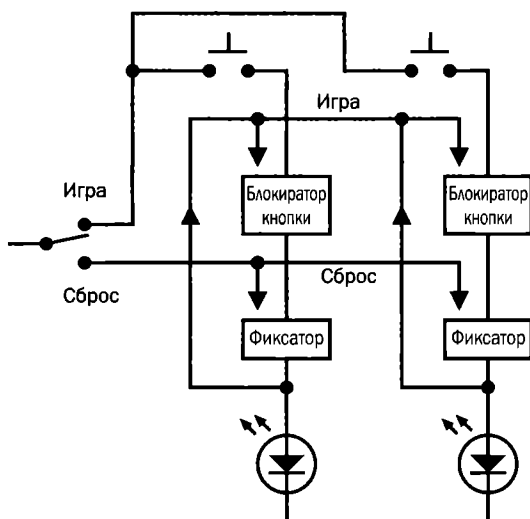 Игра
Игра
Блокиратор
кнопки
Блокиратор
кнопки
Сброс
Сброс
Фиксатор
Фиксатор